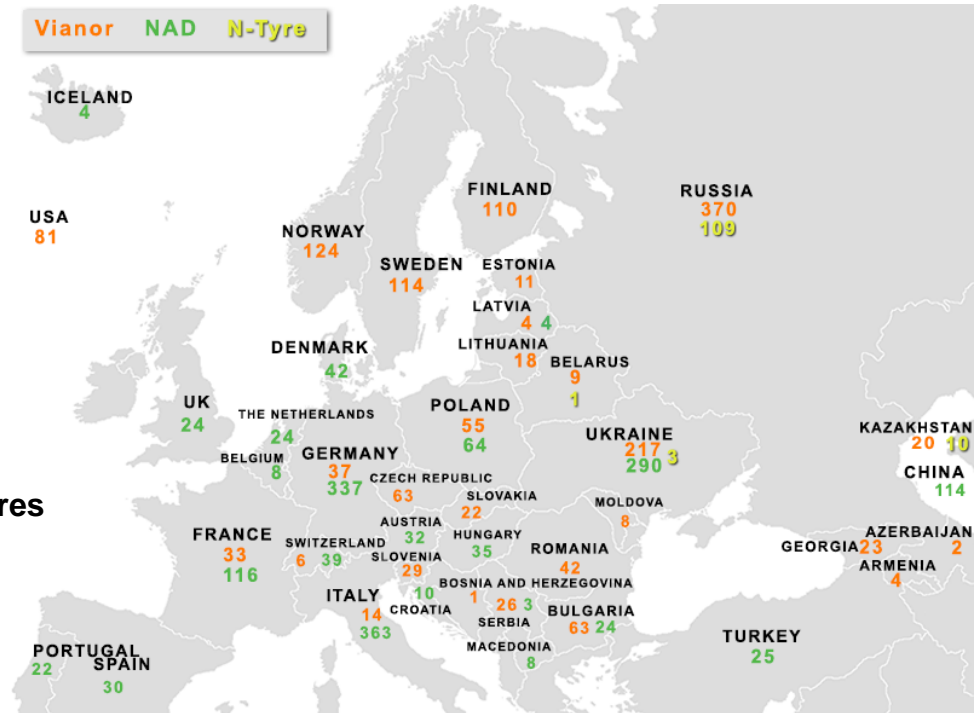 Vianor NAD N-Tyre
ICELAND
4
USA
81
FINLAND
110
RUSSIA
370
109
NORWAY
124
SWEDEN
114
ESTONIA
11
LATVIA
4 4
LITHUANIA
18
BELARUS
9
1
DENMARK
42
UK
24
THE NETHERLANDS
24
BELGIUM
8
GERMANY
37
337
POLAND
55
64
UKRAINE
217 3
290
KAZAKHSTAN
20 10
CHINA
114
CZECH REPUBLIC
63
SLOVAKIA
22
MOLDOVA
8
res
FRANCE
33
116
SWITZERLAND
6 39
AUSTRIA
32
HUNGARY
35
SLOVENIA
29
ROMANIA
42
GEORGIA 23
AZERBAIJAN
2
ARMENIA
4
ITALY
14
363
10
CROATIA
BOSNIA AND HERZEGOVINA
1
26 3
SERBIA
BULGARIA
63 24
MACEDONIA
8
TURKEY
25
PORTUGAL
22
SPAIN
30